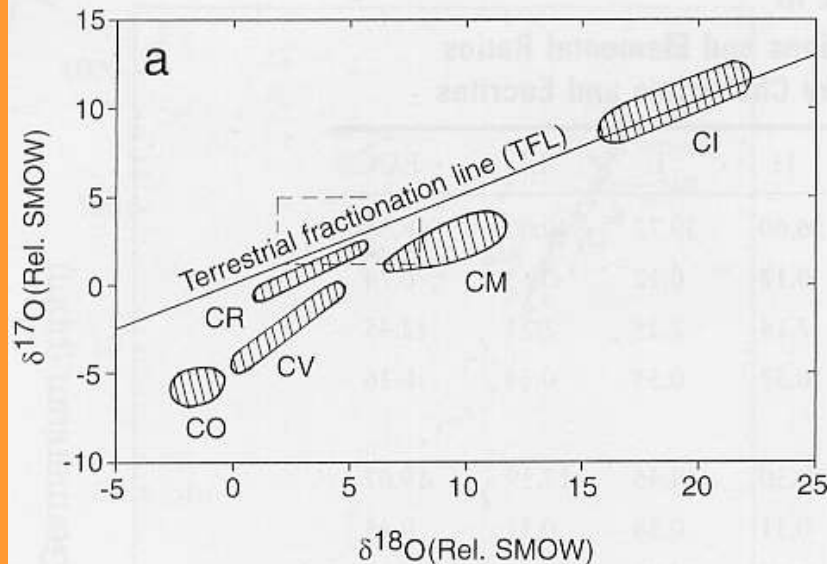 a
15
10
5
0
-5
-10
-5
0
5
10
15
20
25
δ17O(Rel. SMOW)
Terrestrial fractionation line (TFL)
CI
CM
CR
CV
CO
δ18O(Rel. SMOW)